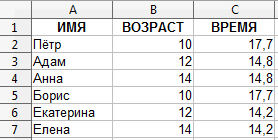 A B C
1 ИМЯ ВОЗРАСТ ВРЕМЯ
2 Пётр 10 17,7
3 Адам 12 14,8
4 Анна 14 14,8
5 Борис 10 17,7
6 Екатерина 12 14,2
7 Елена 14 14,2